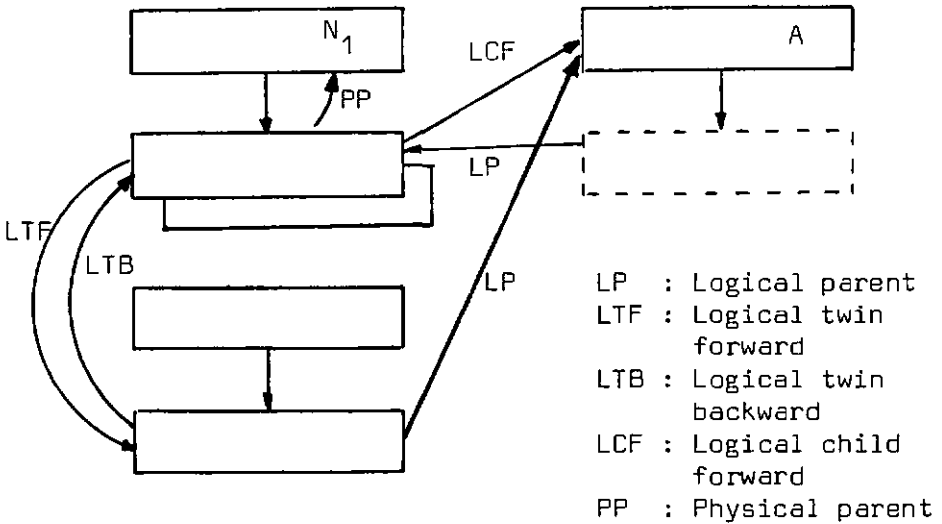 N1
A
LCF
PP
LP
LTF
LTB
LP
LP : Logical parent
LTF : Logical twin
forward
LTB : Logical twin
backward
LCF : Logical child
forward
PP : Physical parent